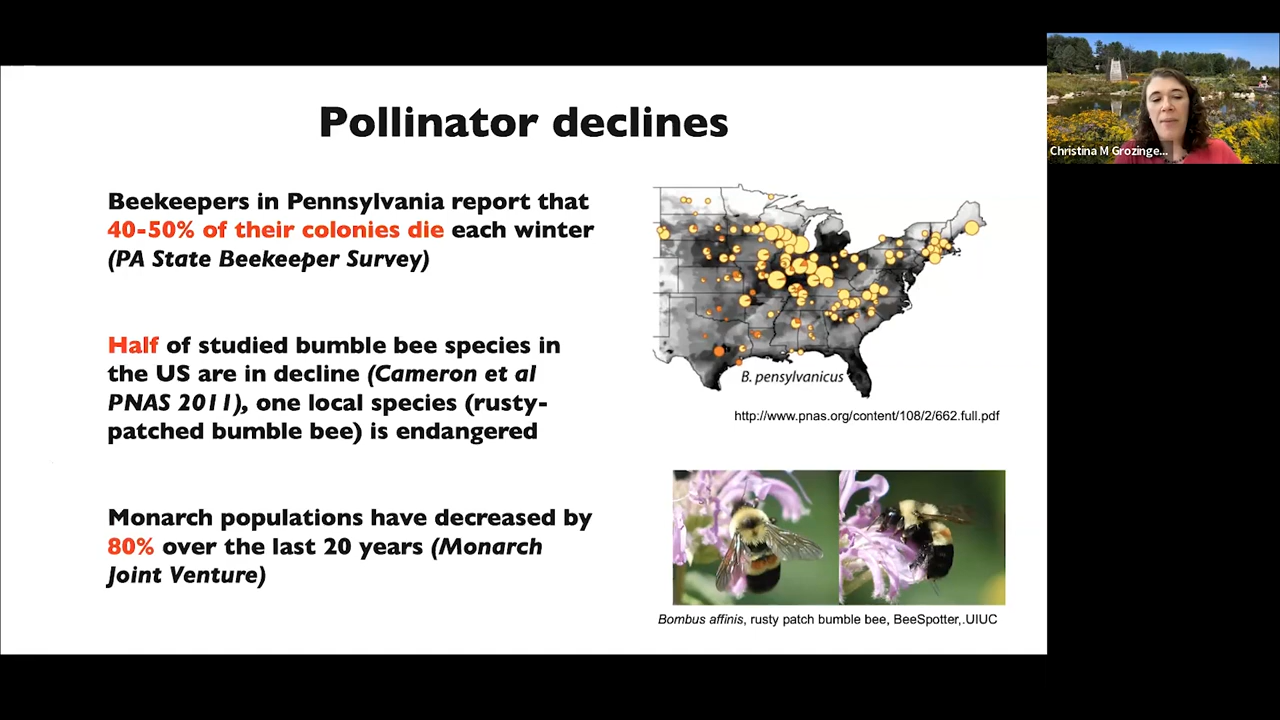 Pollinator declines
Beekeepers in Pennsylvania report that
40-50% of their colonies die each winter
(PA State Beekeeper Survey)
Half of studied bumble bee species in
the US are in decline (Cameron et al
PNAS 2011), one local species (rusty-
patched bumble bee) is endangered
Monarch populations have decreased by
80% over the last 20 years (Monarch
Joint Venture)
B. pensylvanicus
http://www.pnas.org/content/108/2/662.full.pdf
Bombus affinis, rusty patch bumble bee, BeeSpotter,.UIUC
Christina M Grozinge...